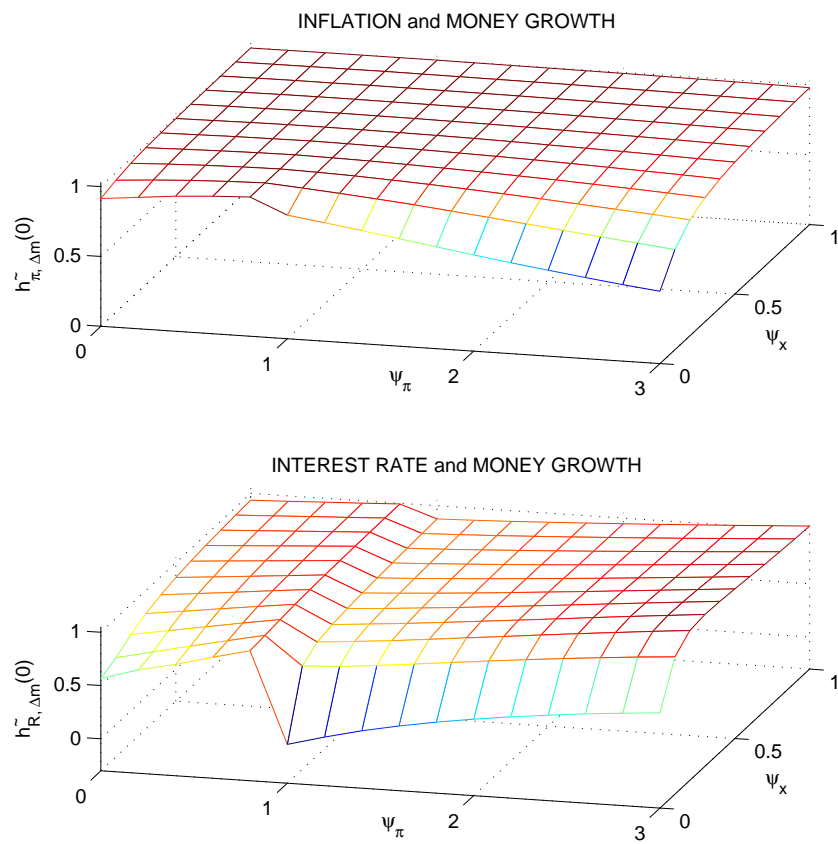 INFLATION and MONEY GROWTH
1
0.5
0
h~π, Δm(0)
0
1
2
3
ψπ
0
0.5
1
ψx
INTEREST RATE and MONEY GROWTH
1
0.5
0
h~R, Δm(0)
0
1
2
3
ψπ
0
0.5
1
ψx